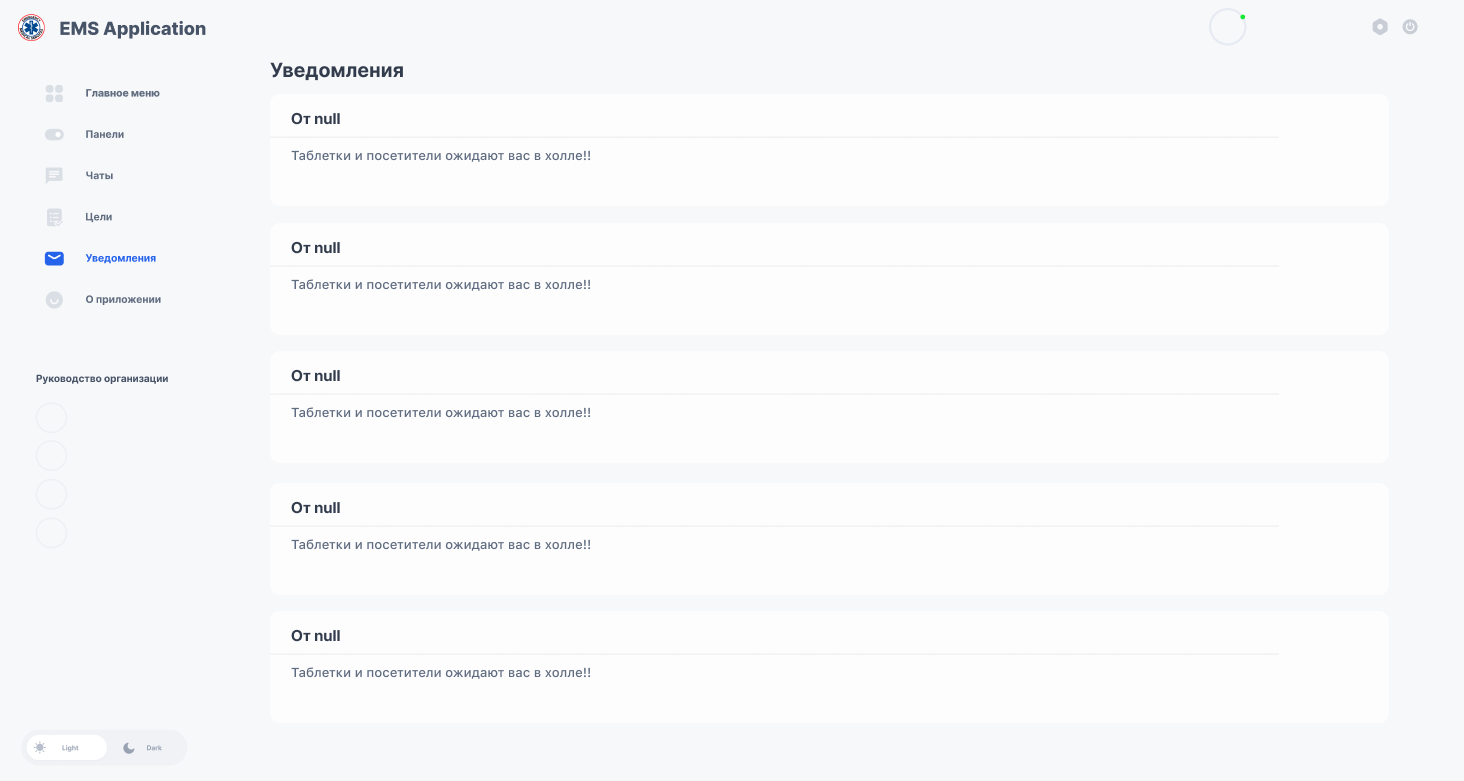 EMS Application
Уведомления
Главное меню
Панели
Чаты
Цели
Уведомления
О приложении
Руководство организации
От null
Таблетки и посетители ожидают вас в холле!!
От null
Таблетки и посетители ожидают вас в холле!!
От null
Таблетки и посетители ожидают вас в холле!!
От null
Таблетки и посетители ожидают вас в холле!!
От null
Таблетки и посетители ожидают вас в холле!!
Light
Dark